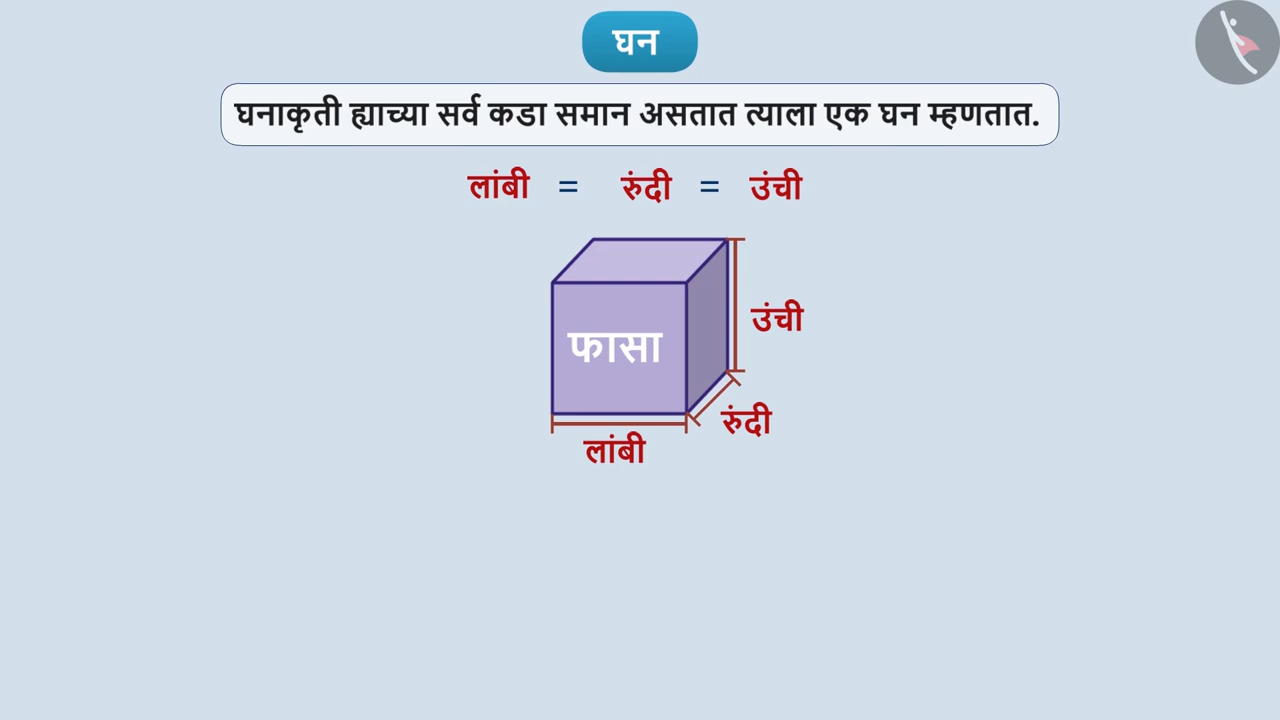 घन
घनाकृती ह्याच्या सर्व कडा समान असतात त्याला एक घन म्हणतात.
लांबी = रुंदी = उंची
फासा
उंची
रुंदी
लांबी